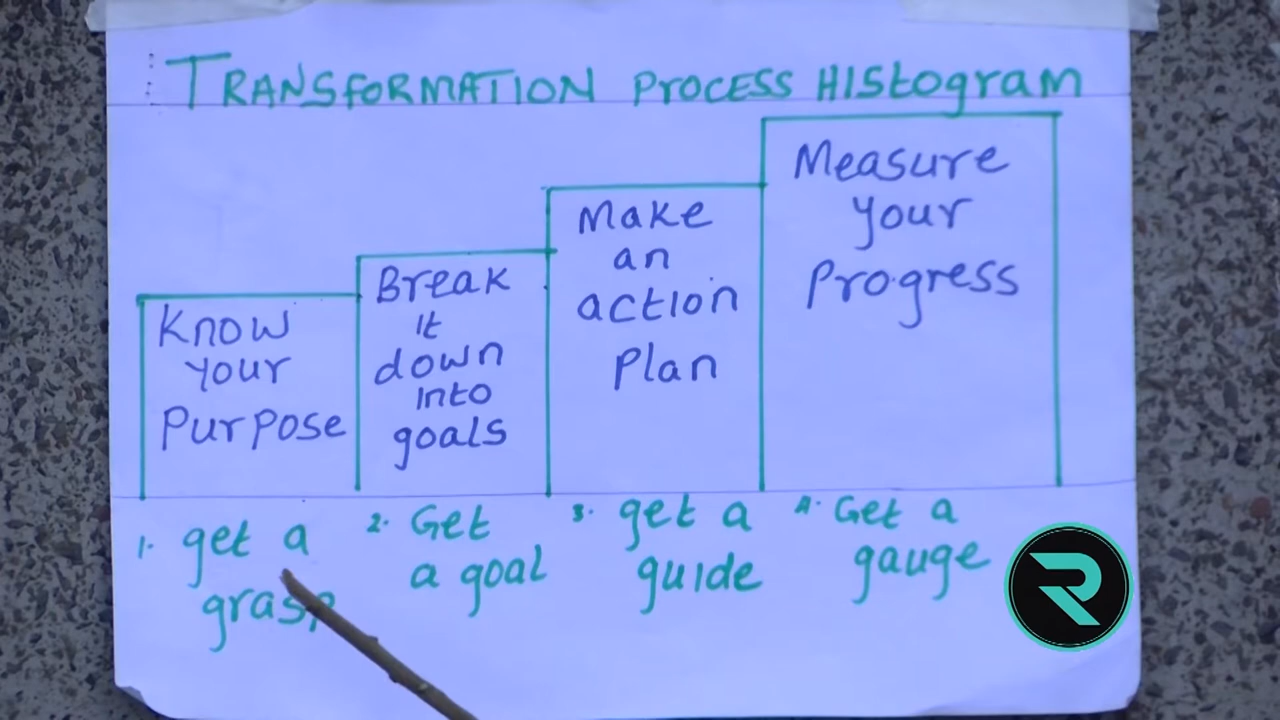 TRANSFORMATION PROCESS HIStogram
Know
your
Purpose
Break
It
down
Into
goals
Make
an
action
Plan
Measure
your
Progress
1. get a
grasp
2. Get
a goal
3. get a
guide
4. Get a
gauge
R